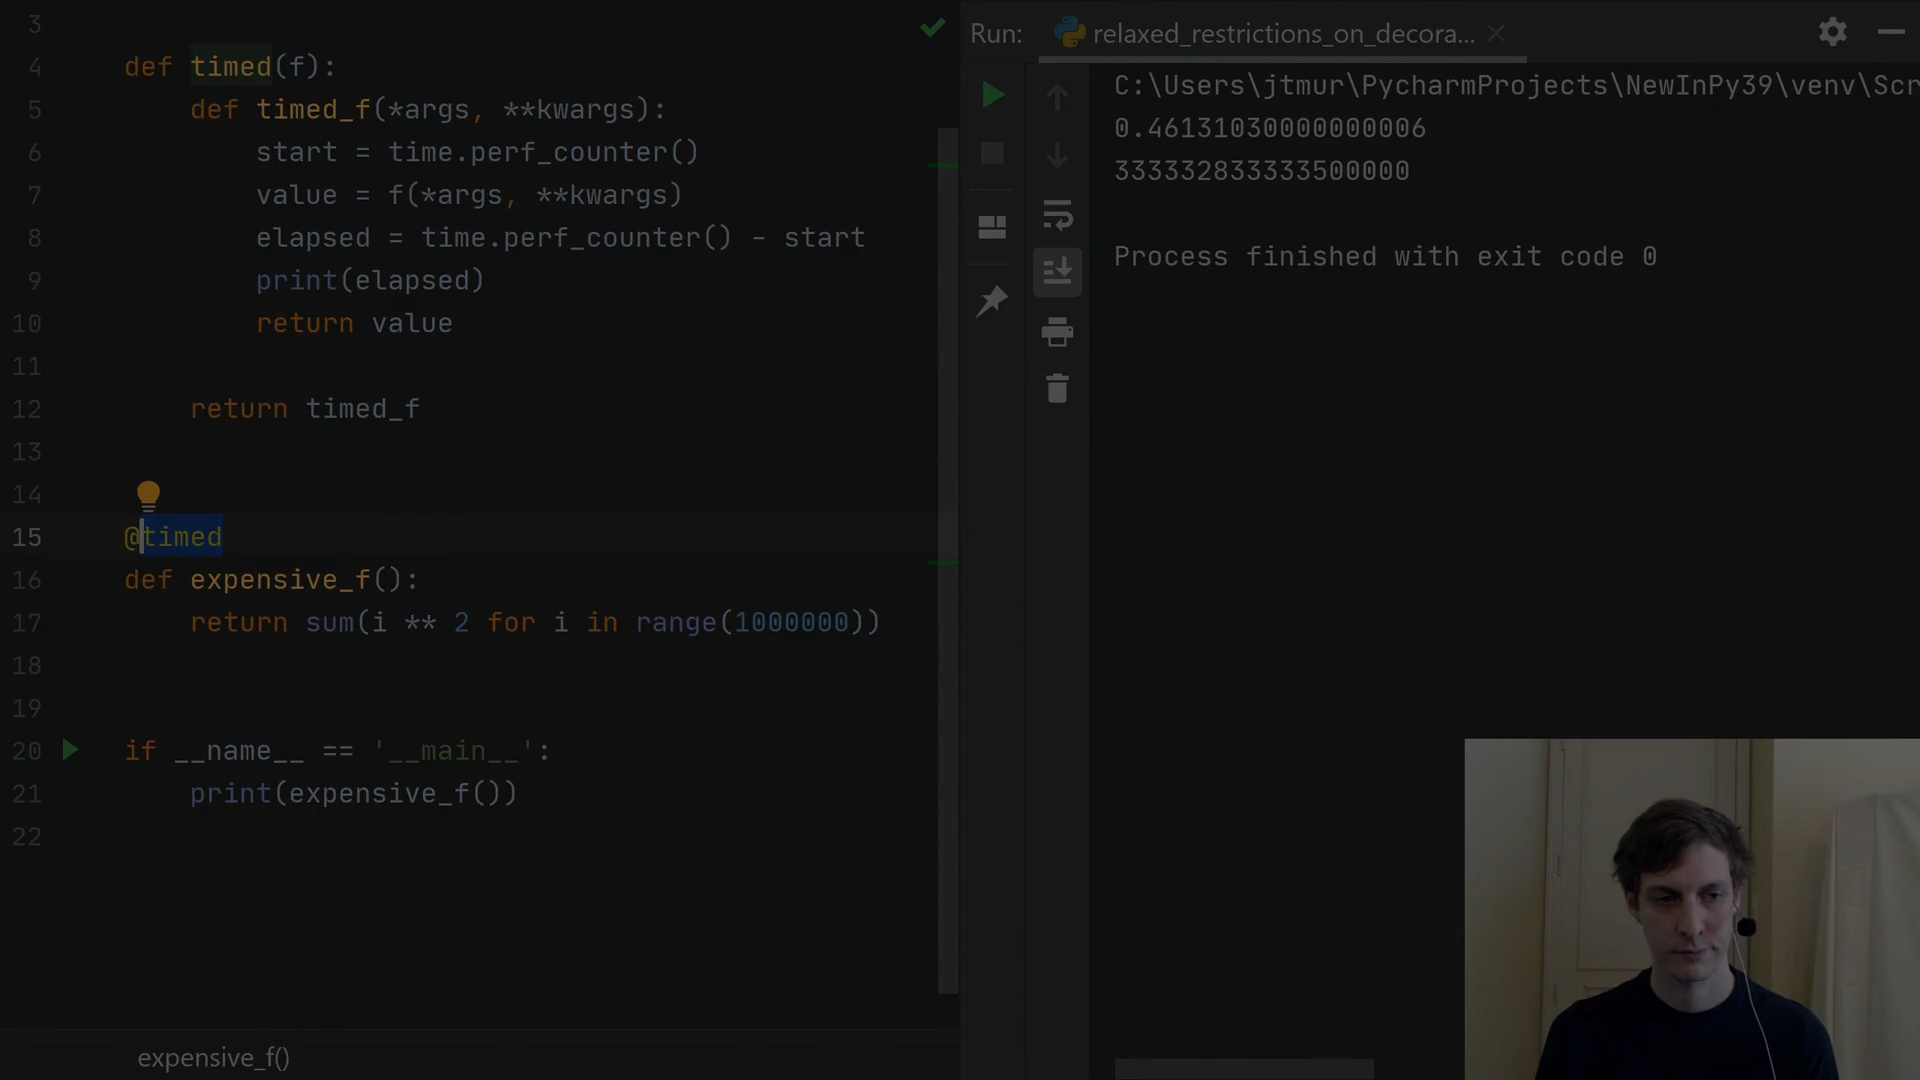 3
4 def timed(f):
5 def timed_f(*args, **kwargs):
6 start = time.perf_counter()
7 value = f(*args, **kwargs)
8 elapsed = time.perf_counter() - start
9 print(elapsed)
10 return value
11
12 return timed_f
13
14
15 @timed
16 def expensive_f():
17 return sum(i ** 2 for i in range(1000000))
18
19
20 if __name__ == '__main__':
21 print(expensive_f())
22
expensive_f()
Run: relaxed_restrictions_on_decora...
C:\Users\jtmur\PycharmProjects\NewInPy39\venv\Scr
0.46131030000000006
333332833333500000
Process finished with exit code 0